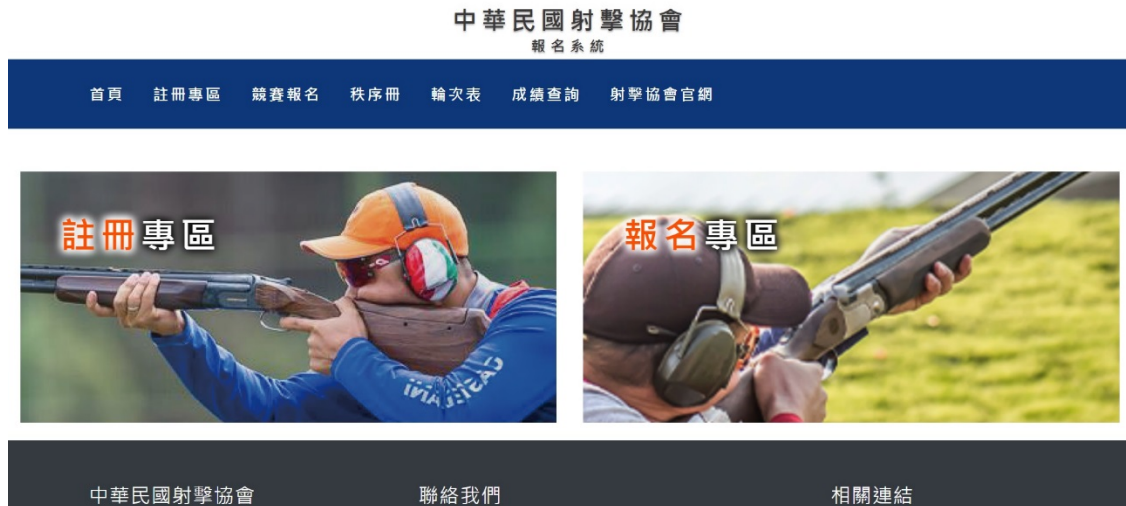 中華民國射擊協會
報名系統
首頁 註冊專區 競賽報名 秩序冊 輪次表 成績查詢 射擊協會官網
註冊專區
報名專區
中華民國射擊協會 聯絡我們 相關連結